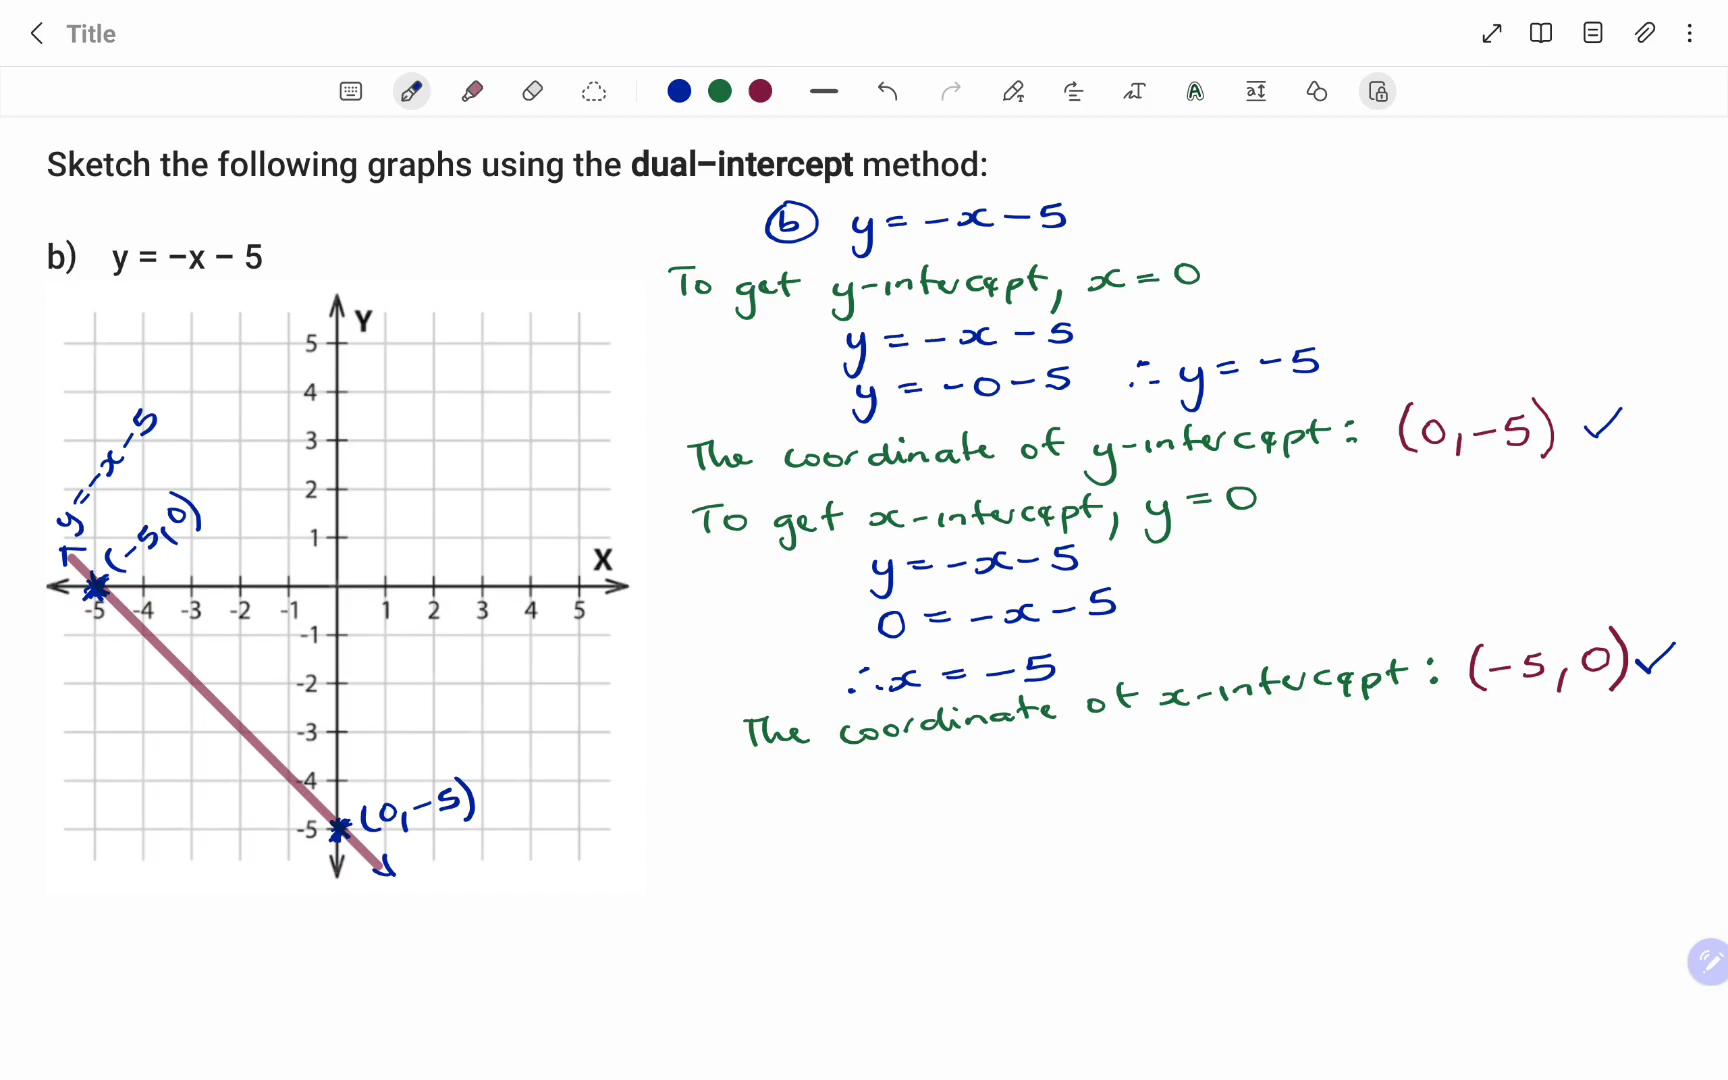 Title
Sketch the following graphs using the dual-intercept method:
b) y = -x - 5
b y = -x - 5
To get y-intercept, x = 0
y = -x - 5
y = -0 - 5 ∴ y = -5
The coordinate of y-intercept: (0, -5) ✓
To get x-intercept, y = 0
y = -x - 5
0 = -x - 5
∴ x = -5
The coordinate of x-intercept: (-5, 0) ✓
Y
5
4
3
2
1
X
-5 -4 -3 -2 -1 1 2 3 4 5
-1
-2
-3
-4
-5
y = -x - 5
(-5, 0)
(0, -5)